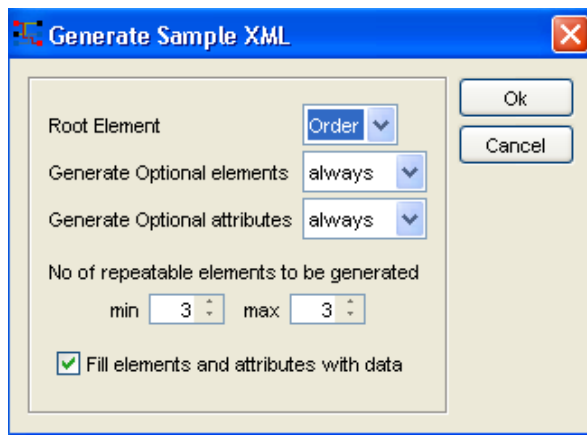 Generate Sample XML
Root Element Order
Ok
Generate Optional elements always
Cancel
Generate Optional attributes always
No of repeatable elements to be generated
min 3 max 3
Fill elements and attributes with data